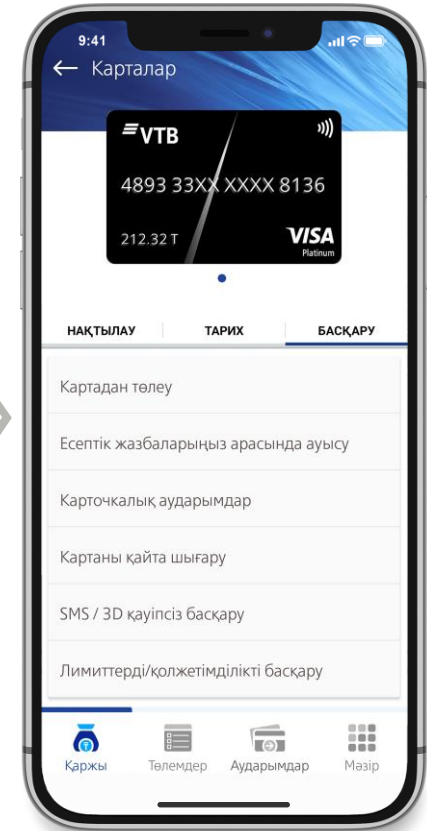 9:41
← Карталар
VTB
4893 33XX XXXX 8136
212.32 T
VISA
Platinum
НАҚТЫЛАУ ТАРИХ БАСҚАРУ
Картадан төлеу
Есептік жазбаларыңыз арасында ауысу
Карточкалық аударымдар
Картаны қайта шығару
SMS / 3D қауіпсіз басқару
Лимиттерді/қолжетімділікті басқару
Қаржы Төлемдер Аударымдар Мәзір